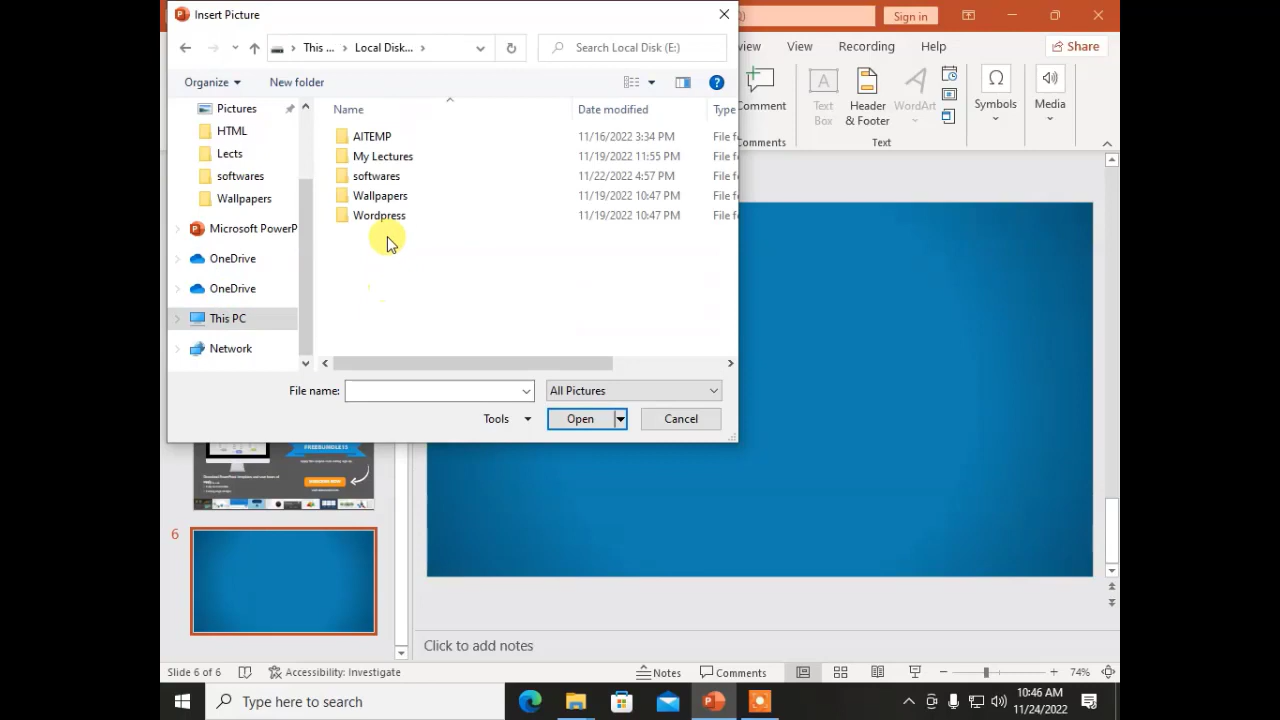 Insert Picture
) Sign in
This ... Local Disk... Search Local Disk (E:)
view View Recording Help Share
Organize New folder
Name Date modified Type
Pictures
HTML
Lects
softwares
Wallpapers
Microsoft PowerP
OneDrive
OneDrive
This PC
Network
AITEMP 11/16/2022 3:34 PM File f
My Lectures 11/19/2022 11:55 PM File f
softwares 11/22/2022 4:57 PM File f
Wallpapers 11/19/2022 10:47 PM File f
Wordpress 11/19/2022 10:47 PM File f
Comment
Text
Box
Header
& Footer
WordArt
Symbols
Media
omments Text
File name: All Pictures
Tools Open Cancel
FREEBUNDLE15
6
Click to add notes
Slide 6 of 6 Accessibility: Investigate Notes Comments 74%
Type here to search
10:46 AM
11/24/2022